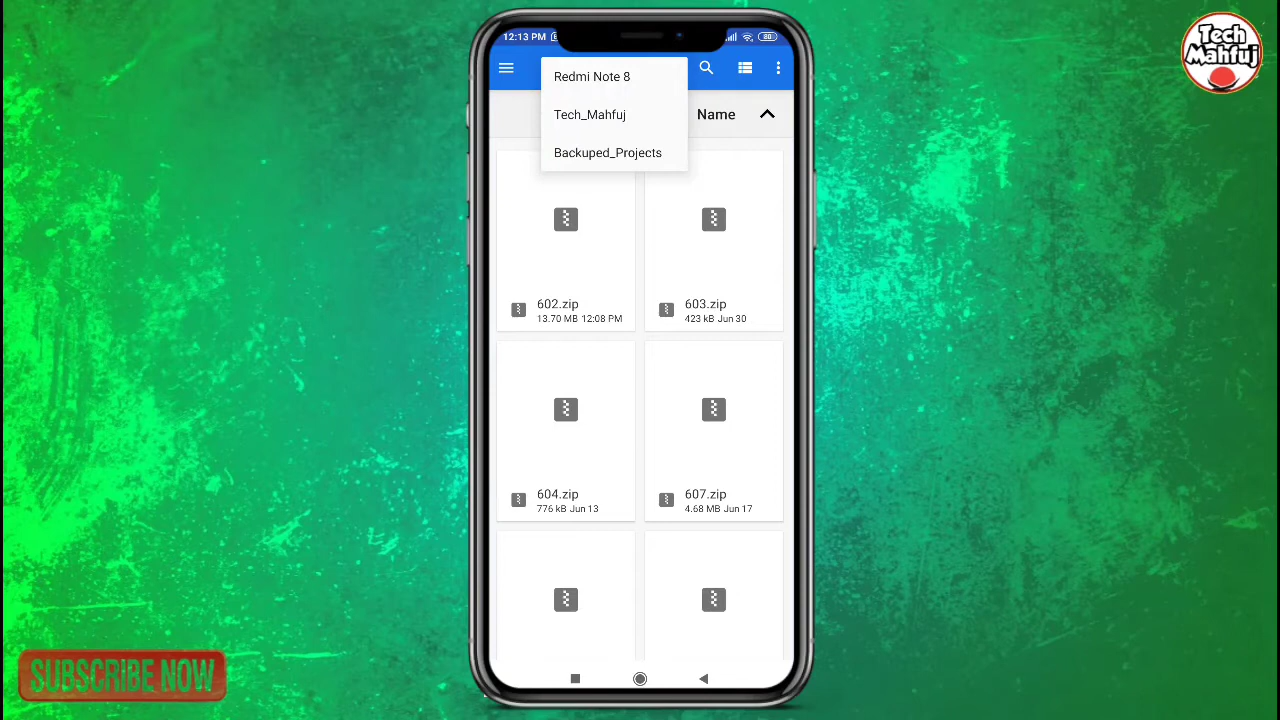 12:13 PM
20
Redmi Note 8
Tech_Mahfuj
Backuped_Projects
Name
602.zip
13.70 MB 12:08 PM
603.zip
423 kB Jun 30
604.zip
776 kB Jun 13
607.zip
4.68 MB Jun 17
Tech
Mahfuj
SUBSCRIBE NOW